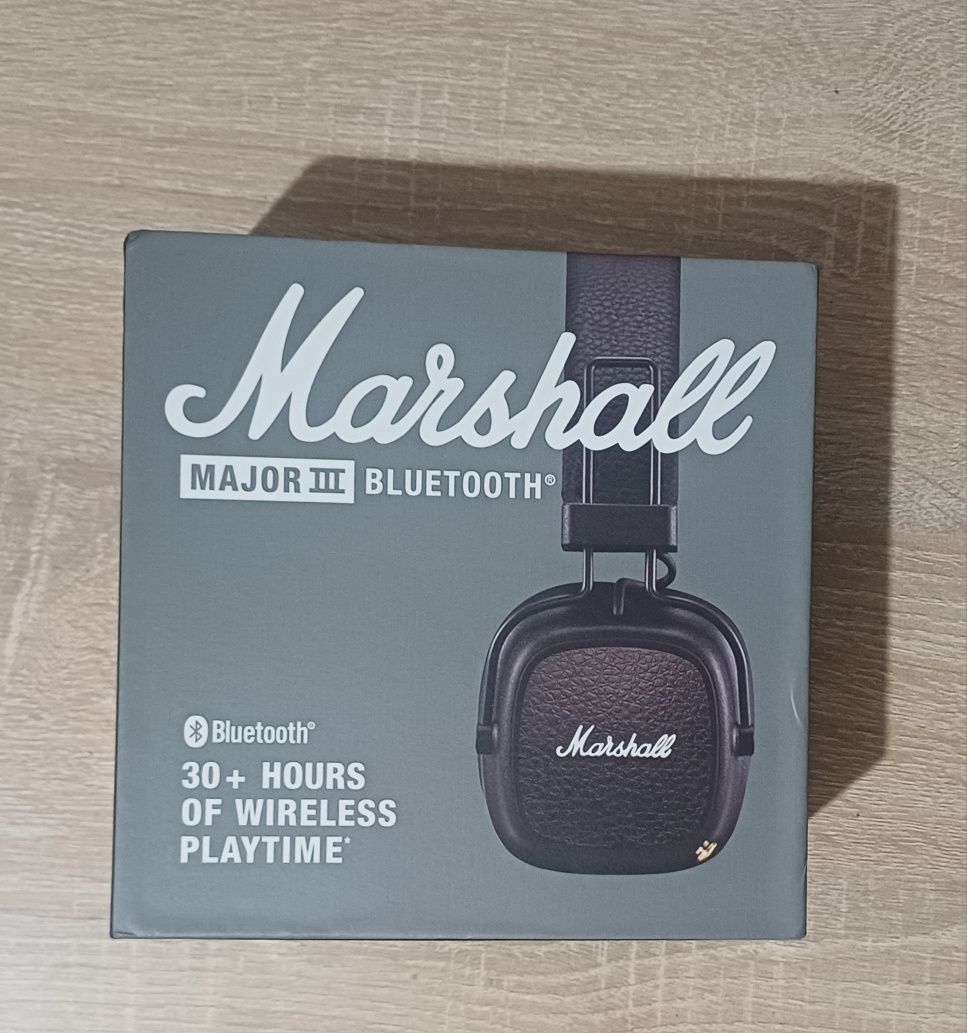 Marshall
MAJOR III BLUETOOTH®
Bluetooth®
30+ HOURS
OF WIRELESS
PLAYTIME*
Marshall